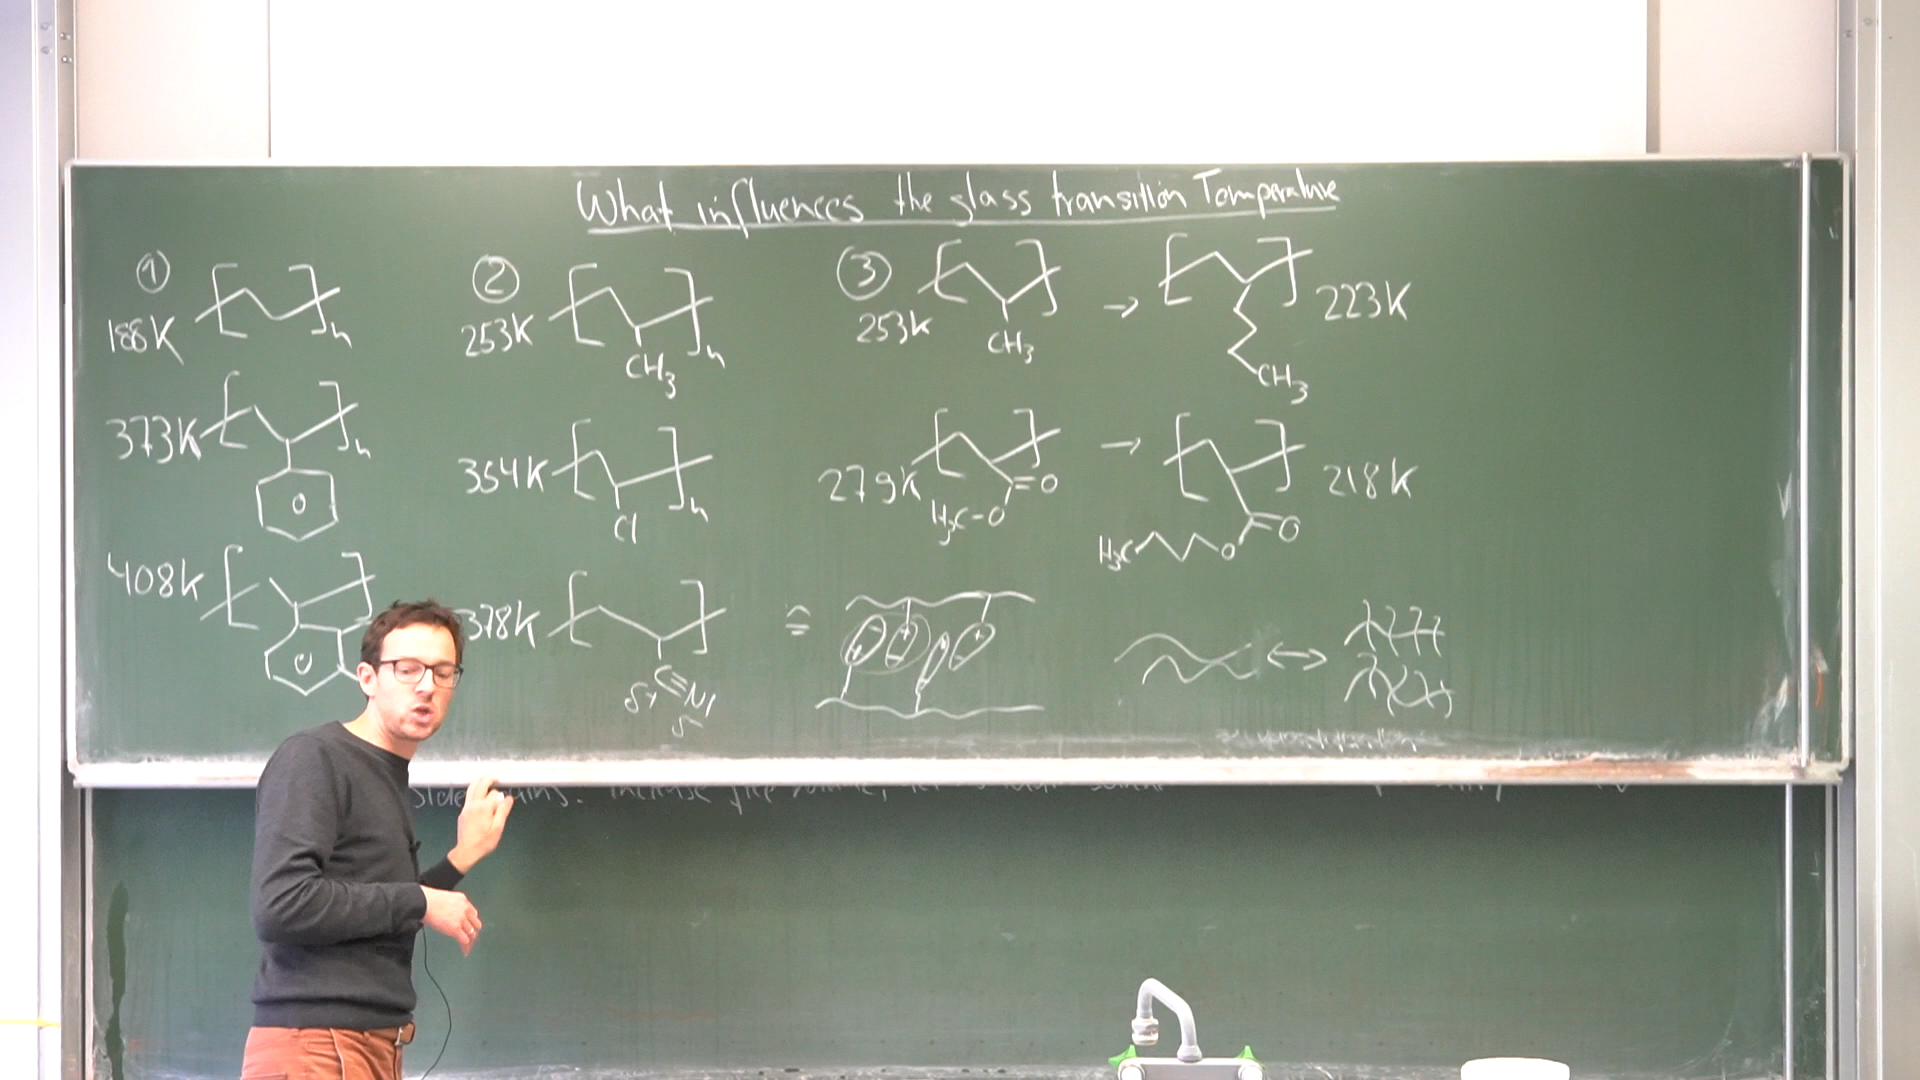 What influences the glass transition Temperature
① 188K n
373K n
408K
② 253K n
CH3
354K n
Cl
378K
C≡N
δ+
δ-
③ 253K
CH3
→
223K
CH3
279K
=O
H3C-O
→
218K
O
H3C O